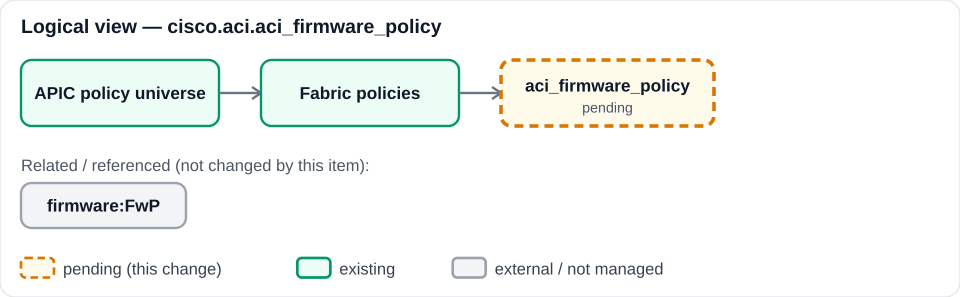 Logical view — cisco.aci.aci_firmware_policy
APIC policy universe
Fabric policies
aci_firmware_policy
pending
Related / referenced (not changed by this item):
firmware:FwP
pending (this change)
existing
external / not managed